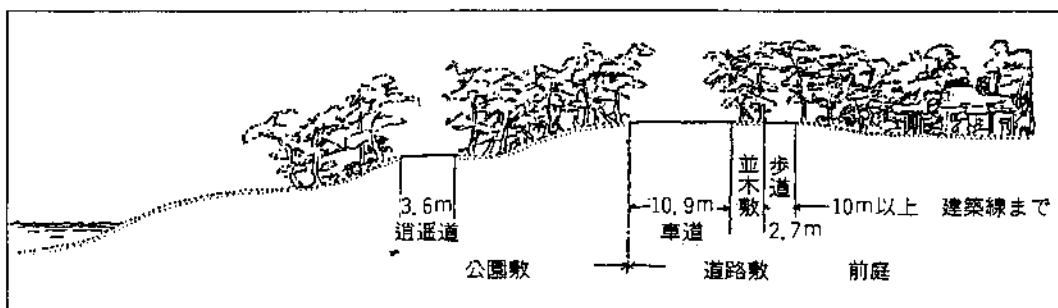 3.6m
逍遥道
10.9m
車道
並木敷
歩道
2.7m
10m以上 建築線まで
公園敷
道路敷
前庭